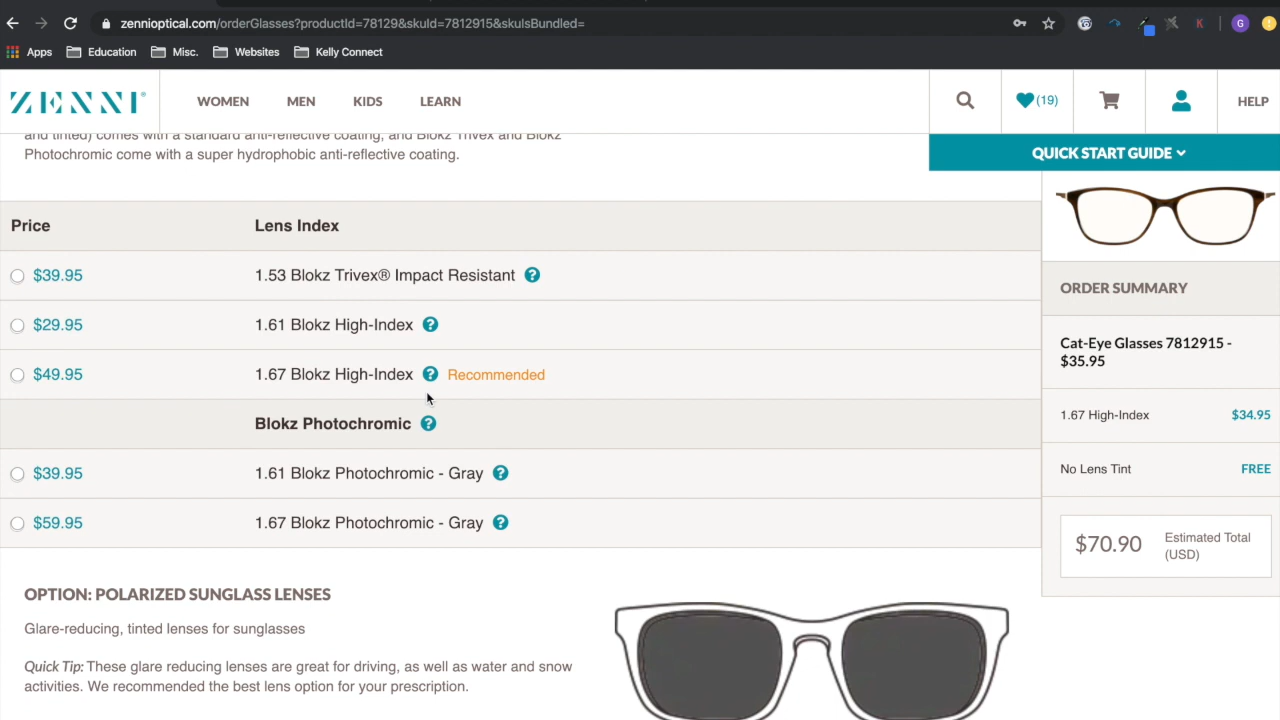 zennioptical.com/orderGlasses?productId=78129&skuId=7812915&skuIsBundled=
K
G
Apps
Education
Misc.
Websites
Kelly Connect
ZENNI®
WOMEN
MEN
KIDS
LEARN
(19)
HELP
and tinted) comes with a standard anti-reflective coating, and Blokz Trivex and Blokz
Photochromic come with a super hydrophobic anti-reflective coating.
QUICK START GUIDE
Price
Lens Index
$39.95
1.53 Blokz Trivex® Impact Resistant ?
$29.95
1.61 Blokz High-Index ?
$49.95
1.67 Blokz High-Index ? Recommended
Blokz Photochromic ?
$39.95
1.61 Blokz Photochromic - Gray ?
$59.95
1.67 Blokz Photochromic - Gray ?
ORDER SUMMARY
Cat-Eye Glasses 7812915 -
$35.95
1.67 High-Index
$34.95
No Lens Tint
FREE
$70.90
Estimated Total
(USD)
OPTION: POLARIZED SUNGLASS LENSES
Glare-reducing, tinted lenses for sunglasses
Quick Tip: These glare reducing lenses are great for driving, as well as water and snow
activities. We recommended the best lens option for your prescription.